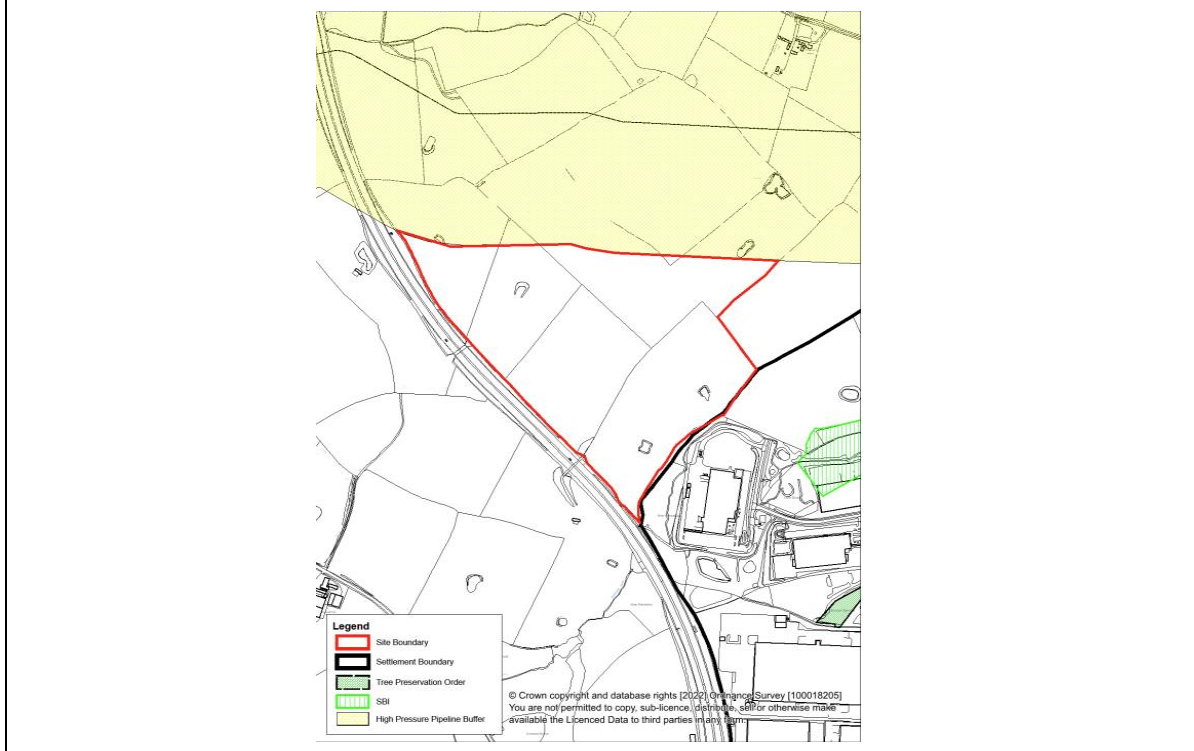 Legend
Site Boundary
Settlement Boundary
Tree Preservation Order
SBI
High Pressure Pipeline Buffer
© Crown copyright and database rights [2022] Ordnance Survey [100018205]
You are not permitted to copy, sub-licence, distribute, sell or otherwise make
available the Licenced Data to third parties in any form.